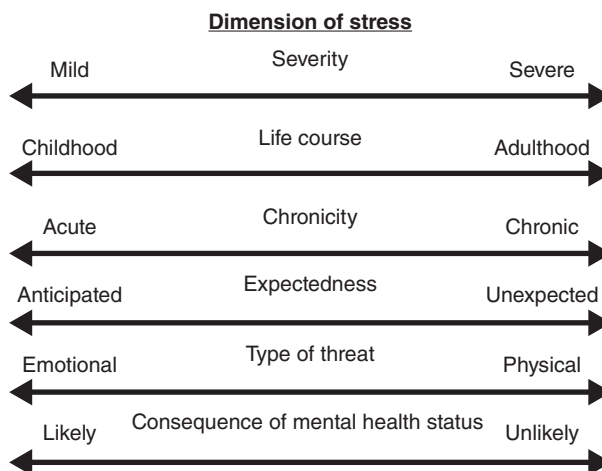 Dimension of stress
Mild Severity Severe
Childhood Life course Adulthood
Acute Chronicity Chronic
Anticipated Expectedness Unexpected
Emotional Type of threat Physical
Likely Consequence of mental health status Unlikely